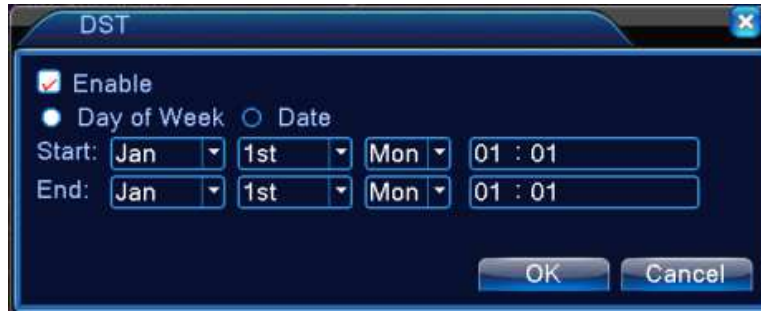 DST
Enable
Day of Week Date
Start: Jan 1st Mon 01 : 01
End: Jan 1st Mon 01 : 01
OK Cancel